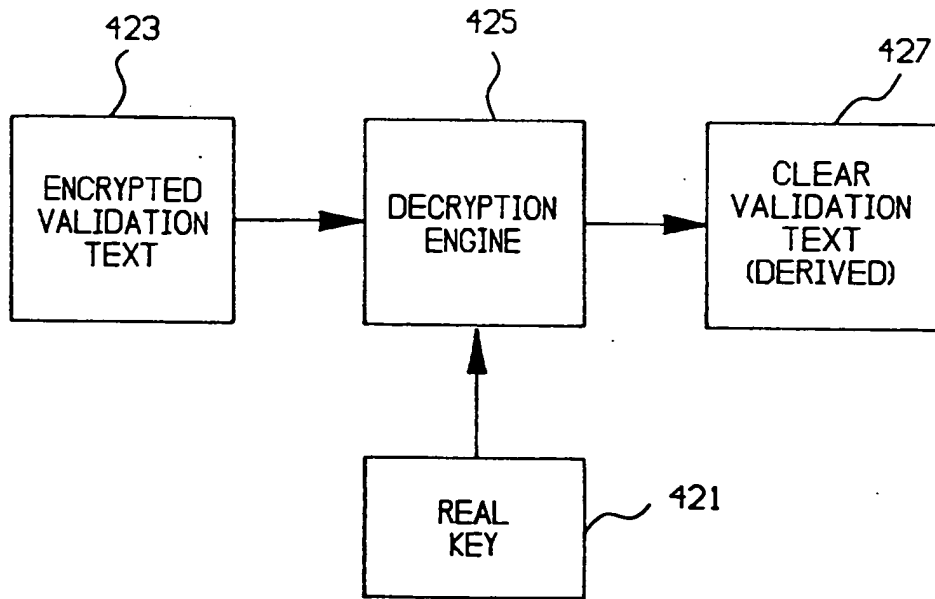 423
425
427
ENCRYPTED
VALIDATION
TEXT
DECRYPTION
ENGINE
CLEAR
VALIDATION
TEXT
(DERIVED)
REAL
KEY
421